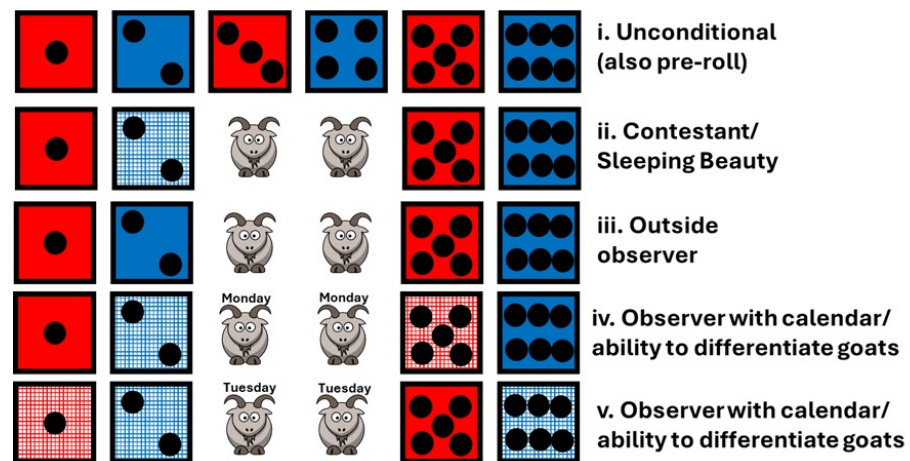 i. Unconditional
(also pre-roll)
ii. Contestant/
Sleeping Beauty
iii. Outside
observer
Monday Monday
iv. Observer with calendar/
ability to differentiate goats
Tuesday Tuesday
v. Observer with calendar/
ability to differentiate goats